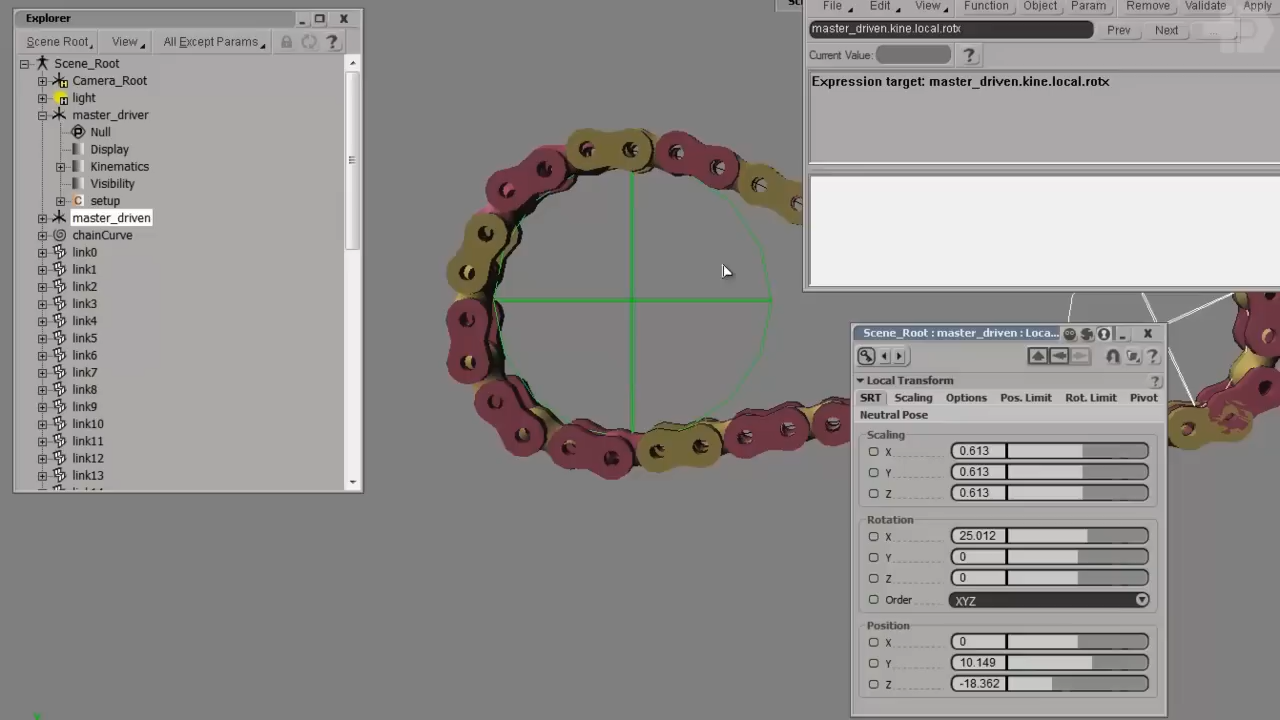 Explorer
Scene Root View All Except Params ?
Scene_Root
Camera_Root
light
master_driver
Null
Display
Kinematics
Visibility
C setup
master_driven
chainCurve
link0
link1
link2
link3
link4
link5
link6
link7
link8
link9
link10
link11
link12
link13
File Edit View Function Object Param Remove Validate Apply
master_driven.kine.local.rotx Prev Next ...
Current Value: ?
Expression target: master_driven.kine.local.rotx
Scene_Root : master_driven : Loca...
Local Transform ?
SRT Scaling Options Pos. Limit Rot. Limit Pivot
Neutral Pose
Scaling
X 0.613
Y 0.613
Z 0.613
Rotation
X 25.012
Y 0
Z 0
Order XYZ
Position
X 0
Y 10.149
Z -18.362